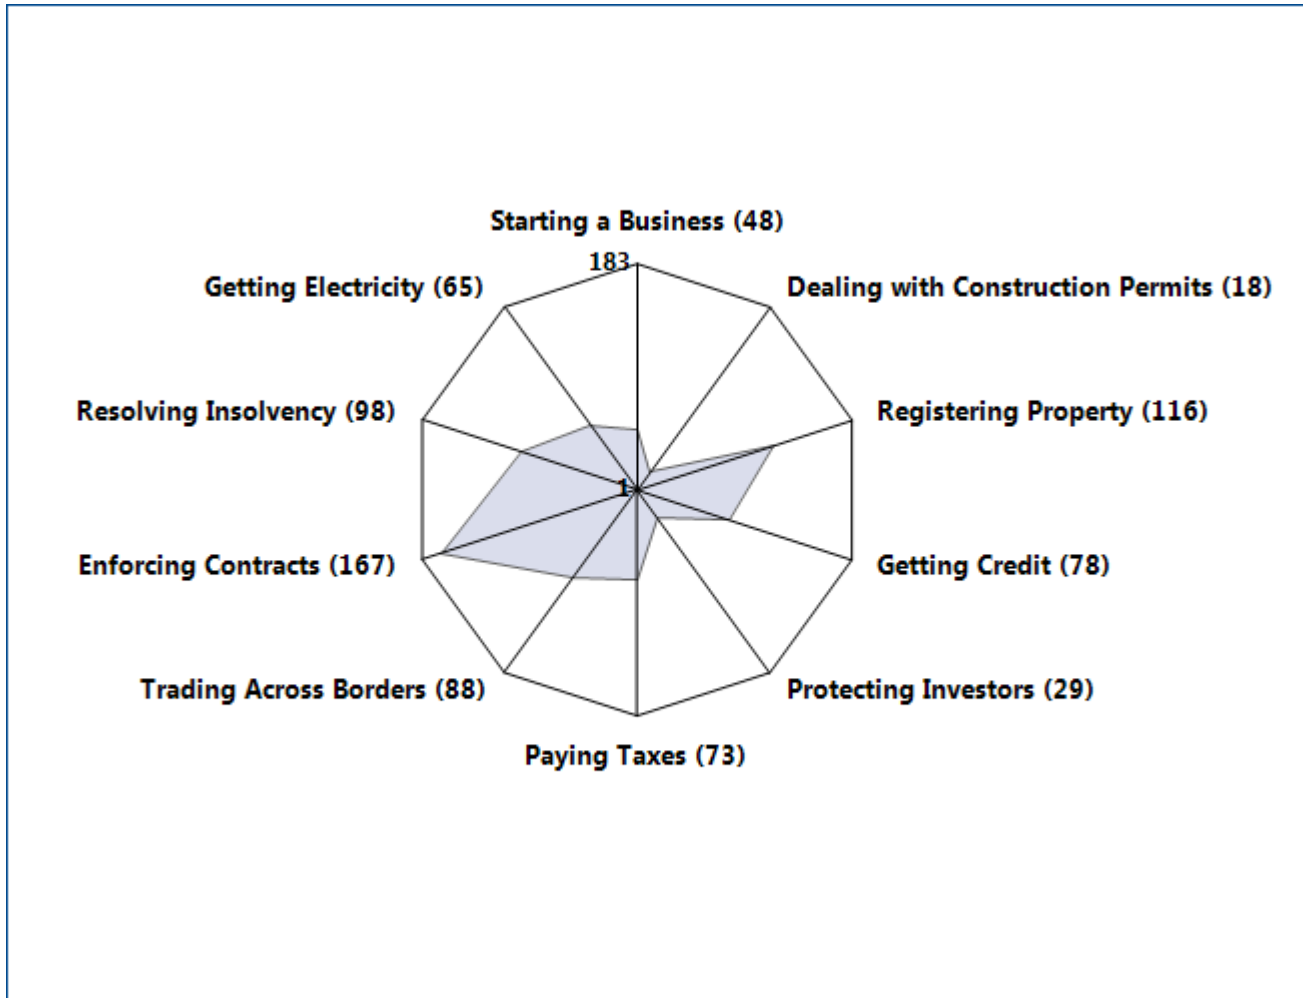 Starting a Business (48)
183
Getting Electricity (65)
Dealing with Construction Permits (18)
Resolving Insolvency (98)
Registering Property (116)
1
Enforcing Contracts (167)
Getting Credit (78)
Trading Across Borders (88)
Protecting Investors (29)
Paying Taxes (73)